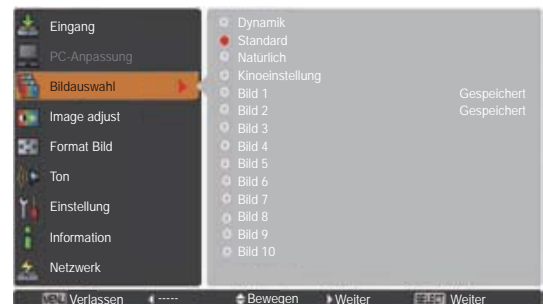 Eingang
PC-Anpassung
Bildauswahl
Image adjust
Format Bild
Ton
Einstellung
Information
Netzwerk
Dynamik
Standard
Natürlich
Kinoeinstellung
Bild 1 Gespeichert
Bild 2 Gespeichert
Bild 3
Bild 4
Bild 5
Bild 6
Bild 7
Bild 8
Bild 9
Bild 10
MENU Verlassen ----- Bewegen Weiter SELECT Weiter